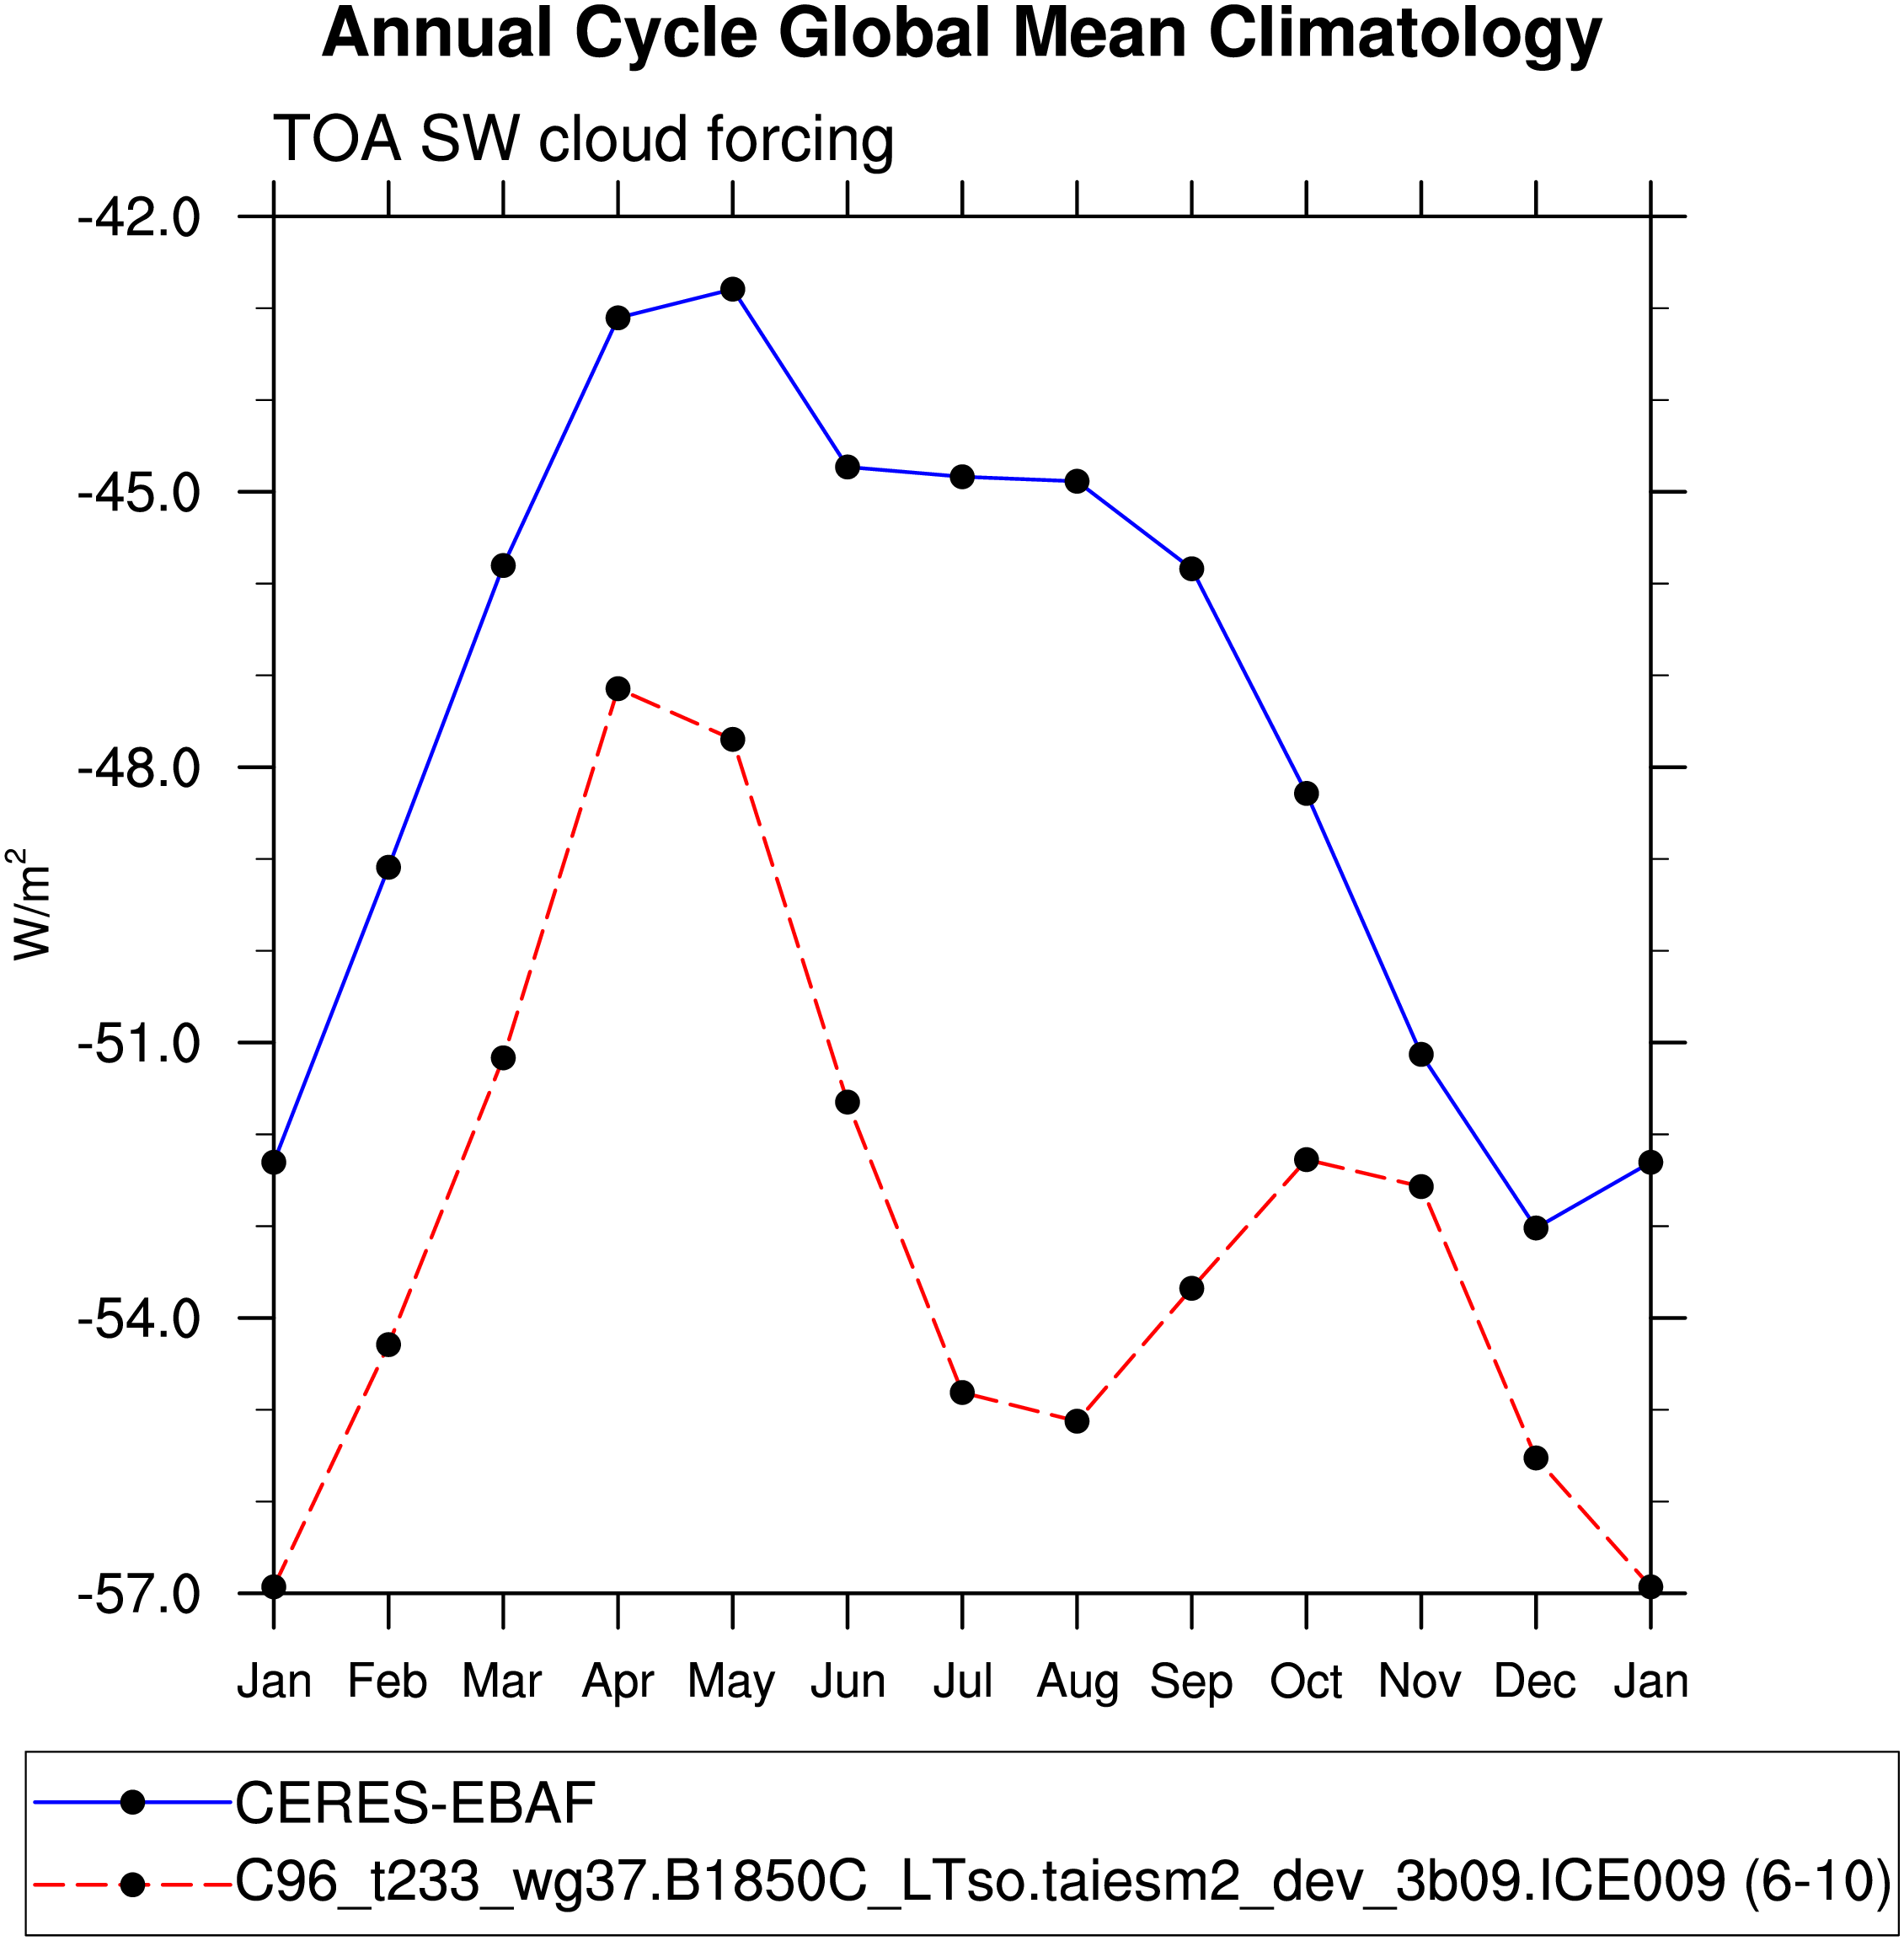 Annual Cycle Global Mean Climatology
TOA SW cloud forcing
-42.0
-45.0
-48.0
-51.0
-54.0
-57.0
W/m²
Jan Feb Mar Apr May Jun Jul Aug Sep Oct Nov Dec Jan
CERES-EBAF
C96_t233_wg37.B1850C_LTso.taiesm2_dev_3b09.ICE009 (6-10)